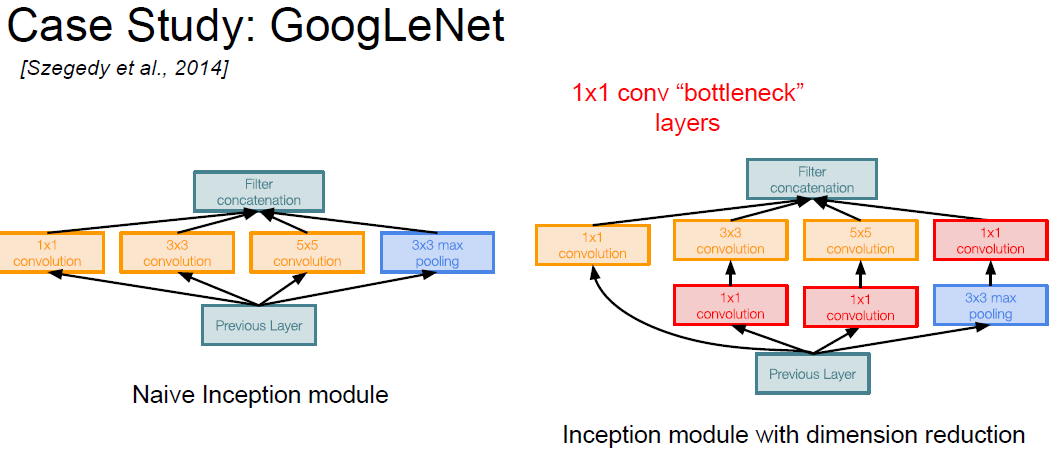 Case Study: GoogLeNet
[Szegedy et al., 2014]
1x1 conv “bottleneck”
layers
Filter
concatenation
1x1
convolution
3x3
convolution
5x5
convolution
3x3 max
pooling
Previous Layer
Naive Inception module
Filter
concatenation
1x1
convolution
3x3
convolution
5x5
convolution
1x1
convolution
1x1
convolution
1x1
convolution
3x3 max
pooling
Previous Layer
Inception module with dimension reduction